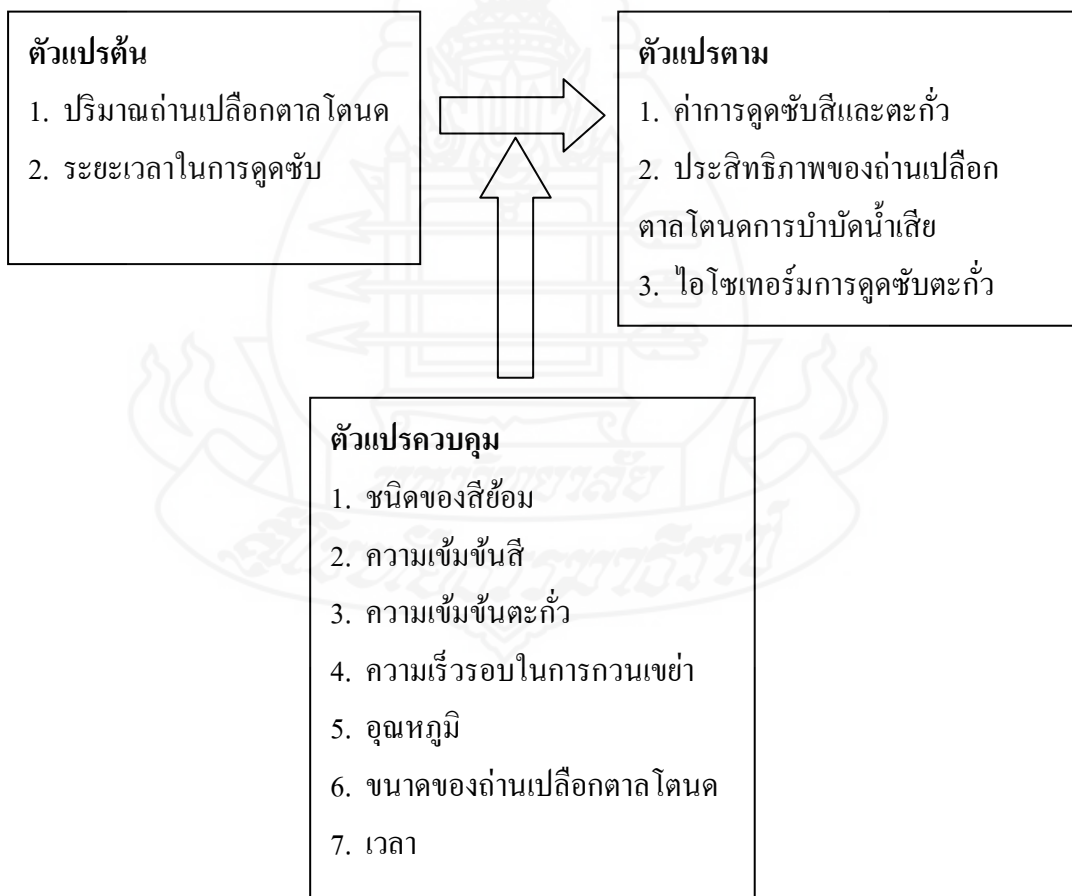 ตัวแปรต้น
1. ปริมาณถ่านเปลือกตาลโตนด
2. ระยะเวลาในการดูดซับ
ตัวแปรตาม
1. ค่าการดูดซับสีและตะกั่ว
2. ประสิทธิภาพของถ่านเปลือก
ตาลโตนดการบำบัดน้ำเสีย
3. ไอโซเทอร์มการดูดซับตะกั่ว
ตัวแปรควบคุม
1. ชนิดของสีย้อม
2. ความเข้มข้นสี
3. ความเข้มข้นตะกั่ว
4. ความเร็วรอบในการกวนเขย่า
5. อุณหภูมิ
6. ขนาดของถ่านเปลือกตาลโตนด
7. เวลา